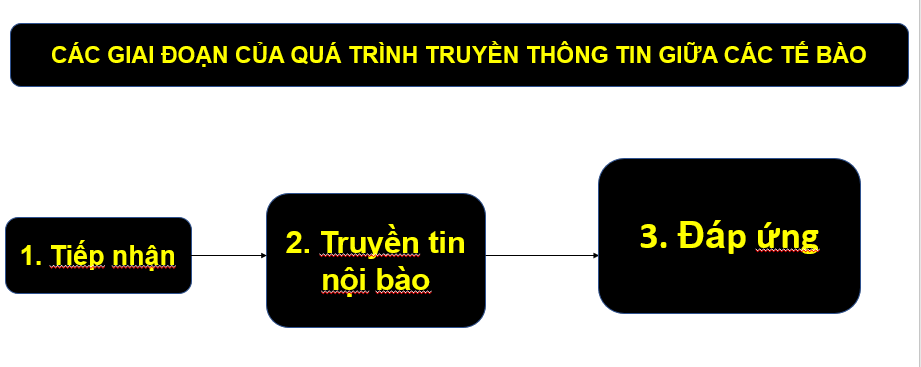 CÁC GIAI ĐOẠN CỦA QUÁ TRÌNH TRUYỀN THÔNG TIN GIỮA CÁC TẾ BÀO
1. Tiếp nhận
2. Truyền tin
nội bào
3. Đáp ứng